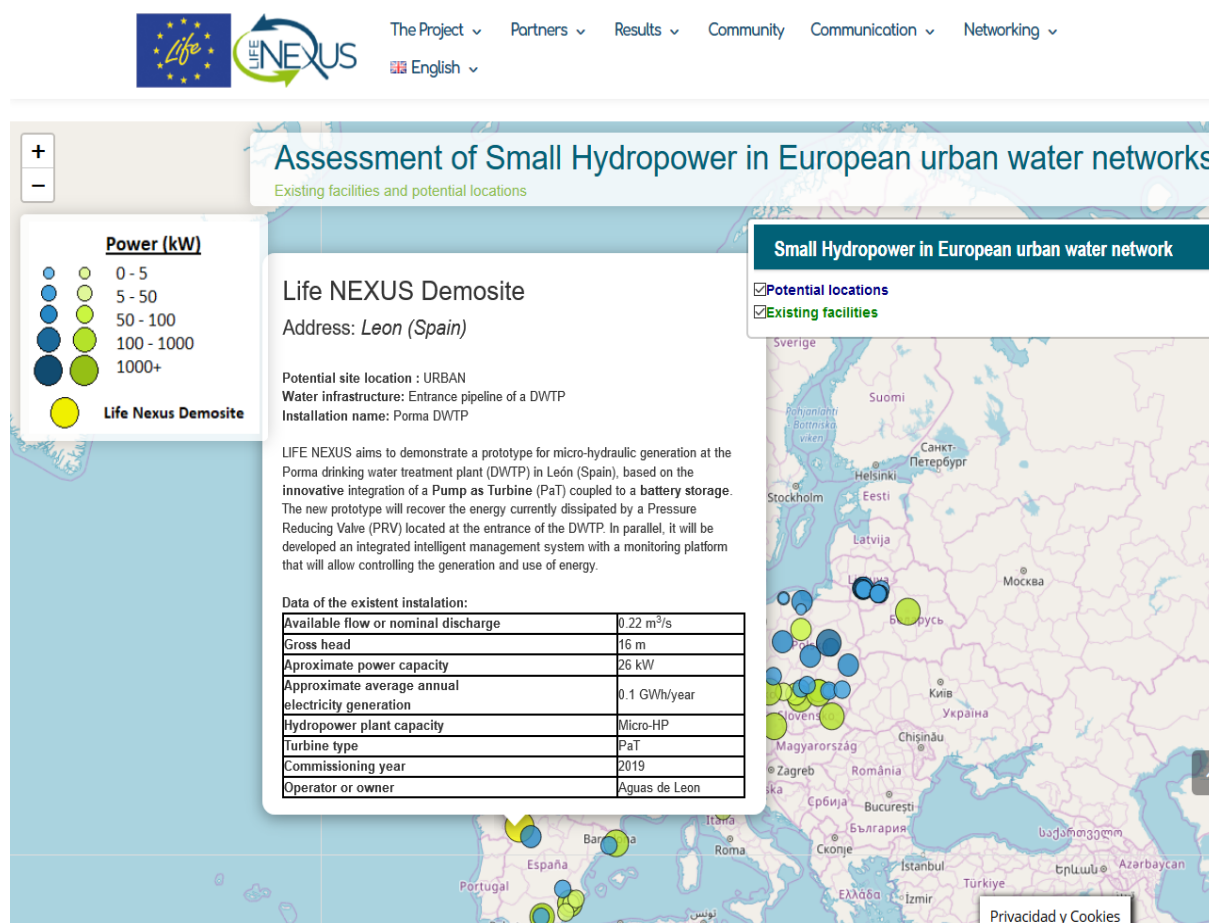 Life
LIFE NEXUS
The Project
Partners
Results
Community
Communication
Networking
English
+
−
Assessment of Small Hydropower in European urban water networks
Existing facilities and potential locations
Power (kW)
0 - 5
5 - 50
50 - 100
100 - 1000
1000+
Life Nexus Demosite
Small Hydropower in European urban water network
Potential locations
Existing facilities
Life NEXUS Demosite
Address: Leon (Spain)
Potential site location : URBAN
Water infrastructure: Entrance pipeline of a DWTP
Installation name: Porma DWTP
LIFE NEXUS aims to demonstrate a prototype for micro-hydraulic generation at the
Porma drinking water treatment plant (DWTP) in León (Spain), based on the
innovative integration of a Pump as Turbine (PaT) coupled to a battery storage.
The new prototype will recover the energy currently dissipated by a Pressure
Reducing Valve (PRV) located at the entrance of the DWTP. In parallel, it will be
developed an integrated intelligent management system with a monitoring platform
that will allow controlling the generation and use of energy.
Data of the existent instalation:
Available flow or nominal discharge 0.22 m³/s
Gross head 16 m
Aproximate power capacity 26 kW
Approximate average annual
electricity generation 0.1 GWh/year
Hydropower plant capacity Micro-HP
Turbine type PaT
Commissioning year 2019
Operator or owner Aguas de Leon
Sverige
Suomi
Pohjanlahti
Bottniska
viken
Санкт-
Петербург
Helsinki
Stockholm
Eesti
Latvija
Москва
Київ
Україна
Slovensko
Chișinău
Magyarország
Zagreb
România
Србија
București
България
Italia
Roma
Скопје
საქართველო
İstanbul
Երևան
Azərbaycan
Türkiye
Ελλάδα
İzmir
España
Portugal
تونس
Privacidad y Cookies